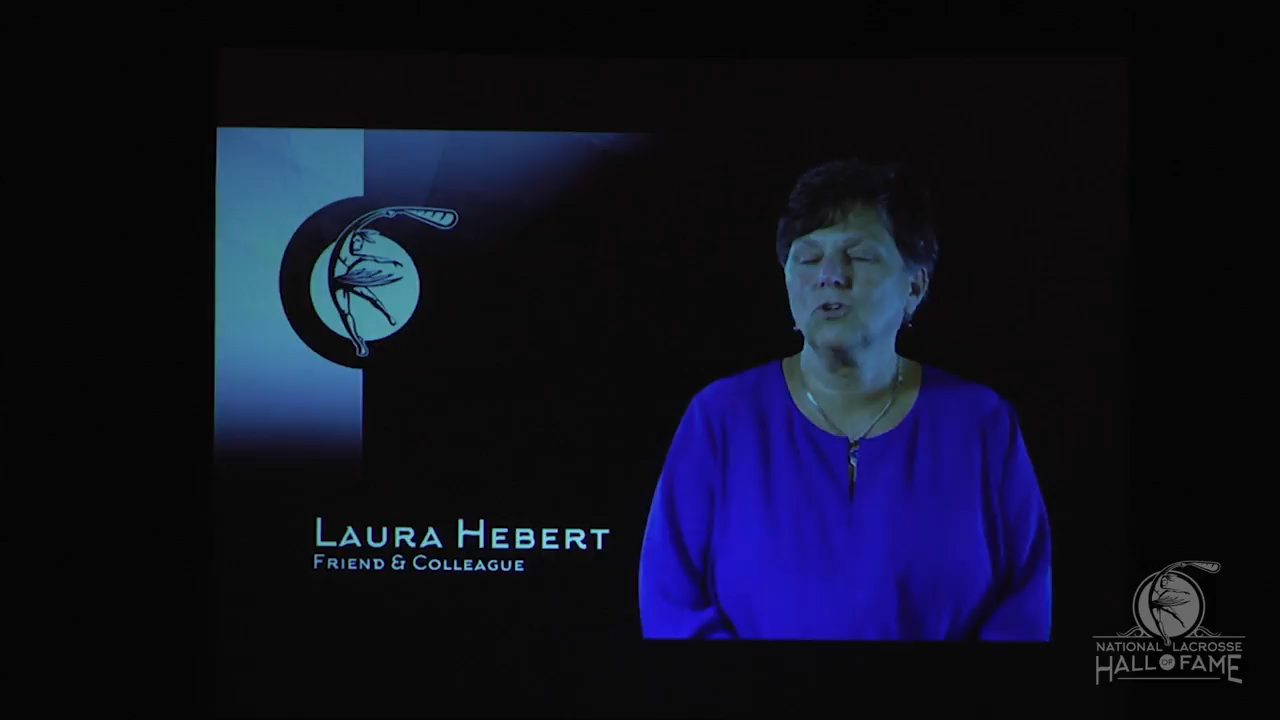 LAURA HEBERT
FRIEND & COLLEAGUE
NATIONAL LACROSSE
HALL OF FAME